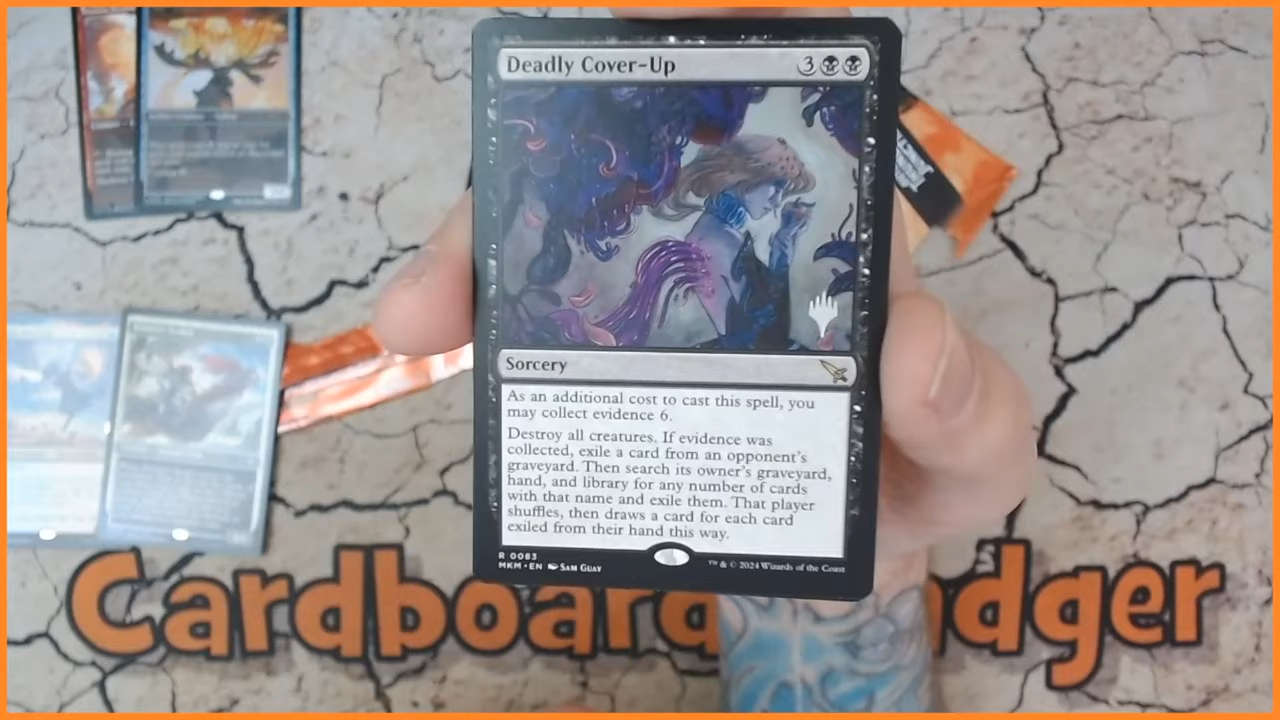 Deadly Cover-Up 3
Sorcery
As an additional cost to cast this spell, you
may collect evidence 6.
Destroy all creatures. If evidence was
collected, exile a card from an opponent's
graveyard. Then search its owner's graveyard,
hand, and library for any number of cards
with that name and exile them. That player
shuffles, then draws a card for each card
exiled from their hand this way.
R 0083
MKM • EN SAM GUAY
™ & © 2024 Wizards of the Coast
Cardboar dger